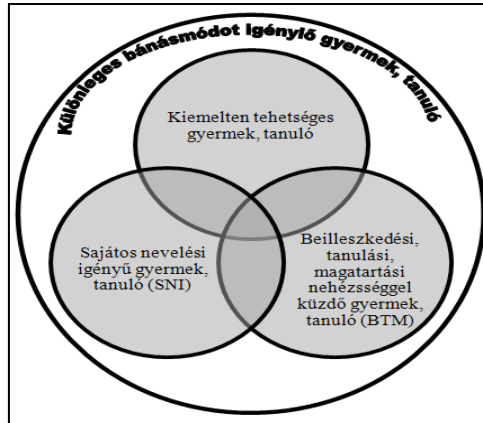 Különleges bánásmódot igénylő gyermek, tanuló
Kiemelten tehetséges
gyermek, tanuló
Sajátos nevelési
igényű gyermek,
tanuló (SNI)
Beilleszkedési,
tanulási,
magatartási
nehézsséggel
küzdő gyermek,
tanuló (BTM)